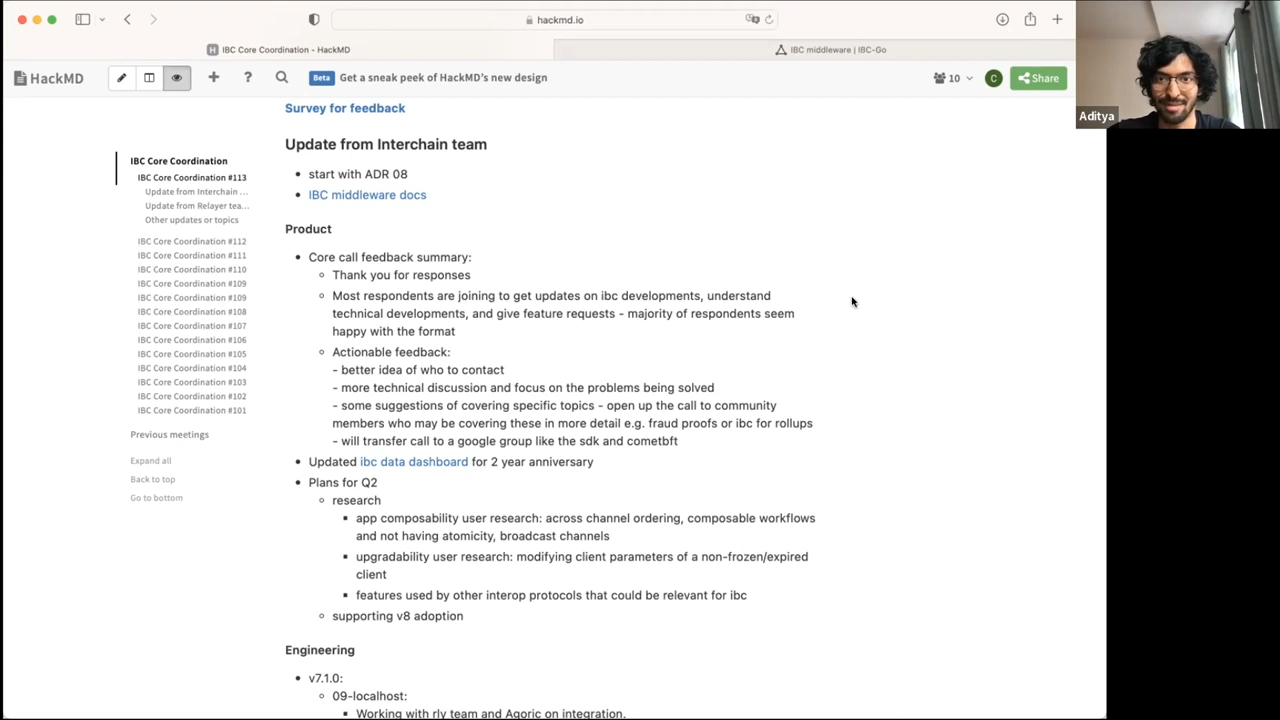 hackmd.io
IBC Core Coordination - HackMD
IBC middleware | IBC-Go
HackMD
Beta Get a sneak peek of HackMD's new design
10
C
Share
Aditya
IBC Core Coordination
IBC Core Coordination #113
Update from Interchain ...
Update from Relayer tea...
Other updates or topics
IBC Core Coordination #112
IBC Core Coordination #111
IBC Core Coordination #110
IBC Core Coordination #109
IBC Core Coordination #109
IBC Core Coordination #108
IBC Core Coordination #107
IBC Core Coordination #106
IBC Core Coordination #105
IBC Core Coordination #104
IBC Core Coordination #103
IBC Core Coordination #102
IBC Core Coordination #101
Previous meetings
Expand all
Back to top
Go to bottom
Survey for feedback
Update from Interchain team
start with ADR 08
IBC middleware docs
Product
Core call feedback summary:
Thank you for responses
Most respondents are joining to get updates on ibc developments, understand
technical developments, and give feature requests - majority of respondents seem
happy with the format
Actionable feedback:
- better idea of who to contact
- more technical discussion and focus on the problems being solved
- some suggestions of covering specific topics - open up the call to community
members who may be covering these in more detail e.g. fraud proofs or ibc for rollups
- will transfer call to a google group like the sdk and cometbft
Updated ibc data dashboard for 2 year anniversary
Plans for Q2
research
app composability user research: across channel ordering, composable workflows
and not having atomicity, broadcast channels
upgradability user research: modifying client parameters of a non-frozen/expired
client
features used by other interop protocols that could be relevant for ibc
supporting v8 adoption
Engineering
v7.1.0:
09-localhost:
Working with rly team and Agoric on integration.